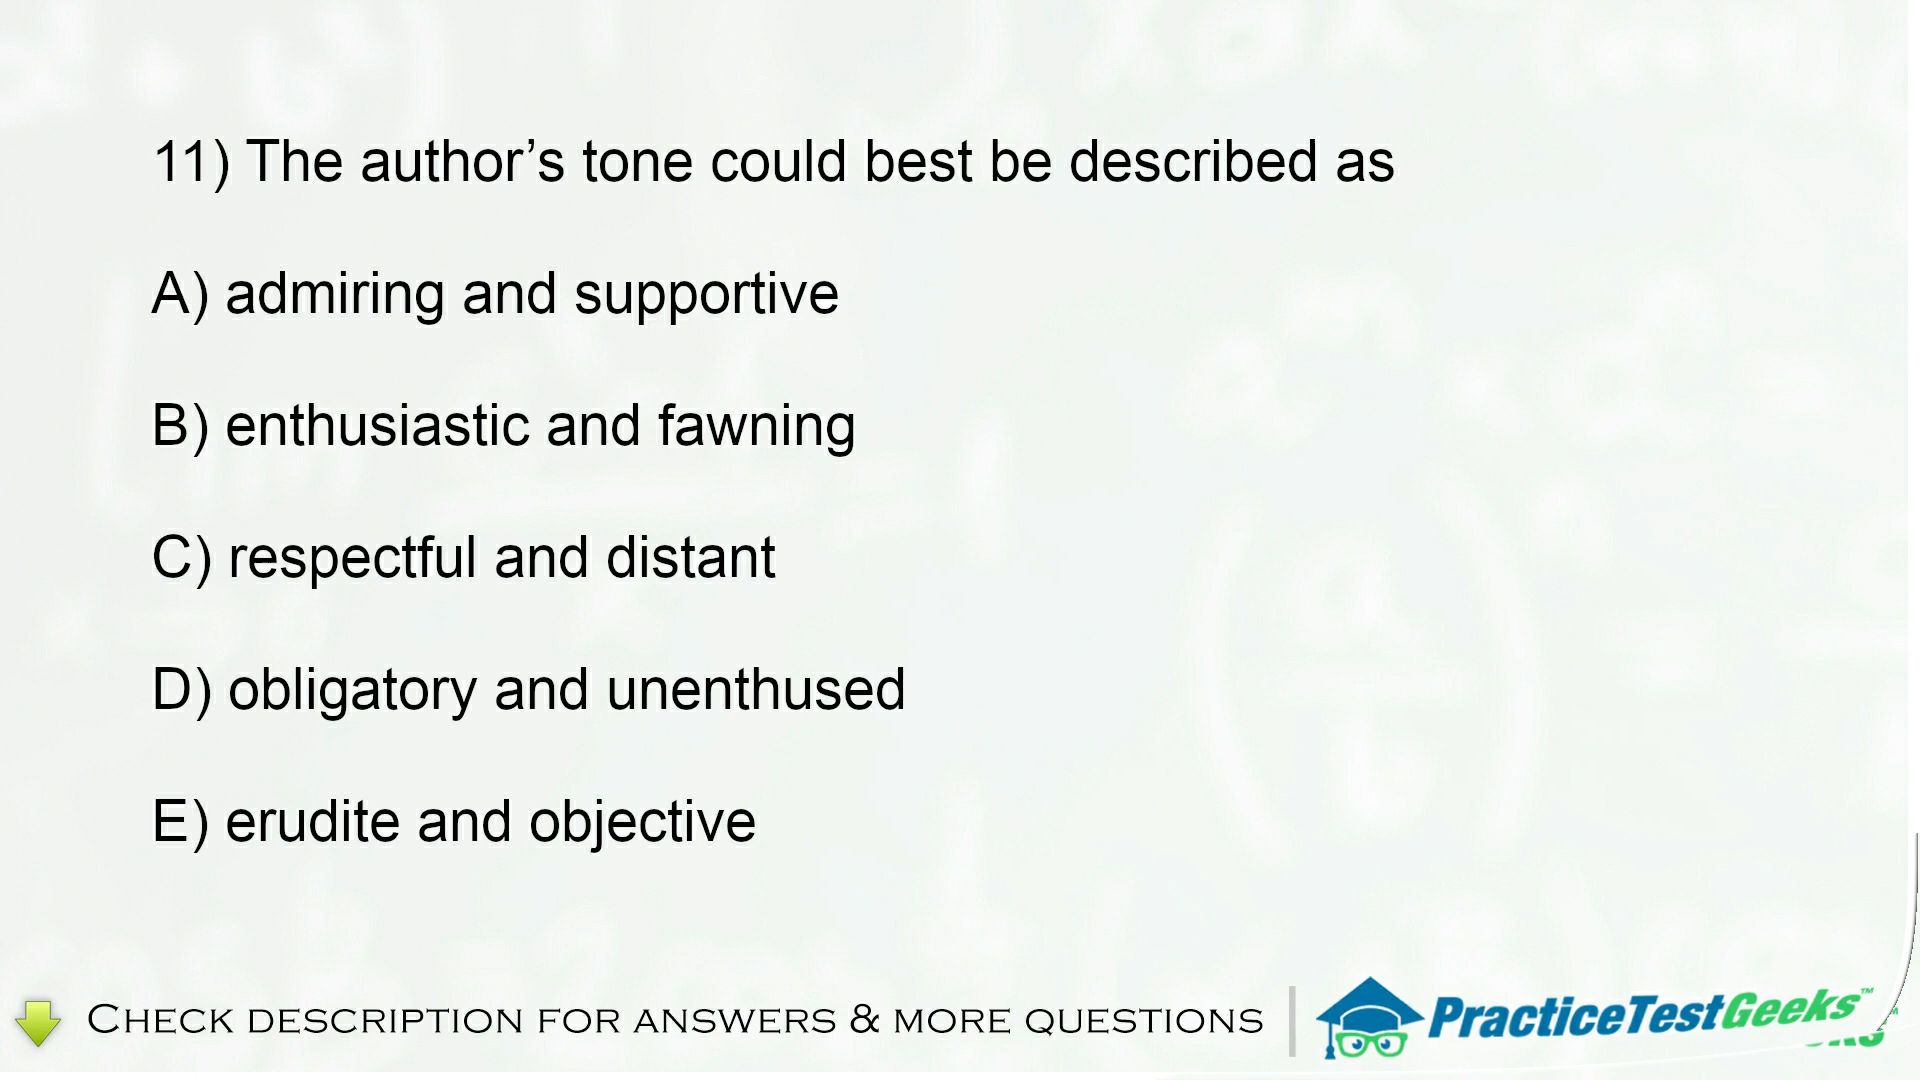 11) The author’s tone could best be described as
A) admiring and supportive
B) enthusiastic and fawning
C) respectful and distant
D) obligatory and unenthused
E) erudite and objective
CHECK DESCRIPTION FOR ANSWERS & MORE QUESTIONS
PracticeTestGeeks™